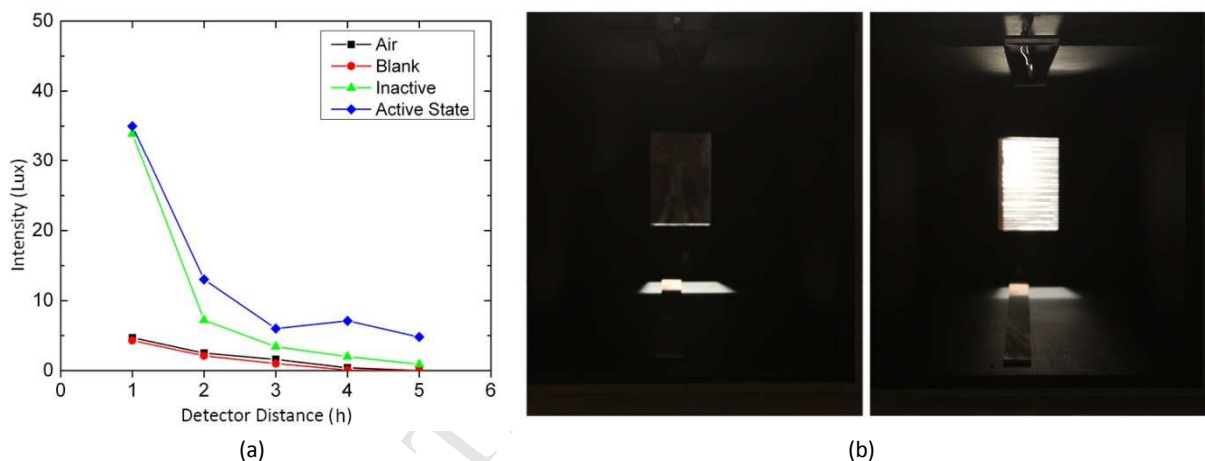 50
40
30
20
10
0
Intensity (Lux)
Air
Blank
Inactive
Active State
0 1 2 3 4 5 6
Detector Distance (h)
(a)
(b)